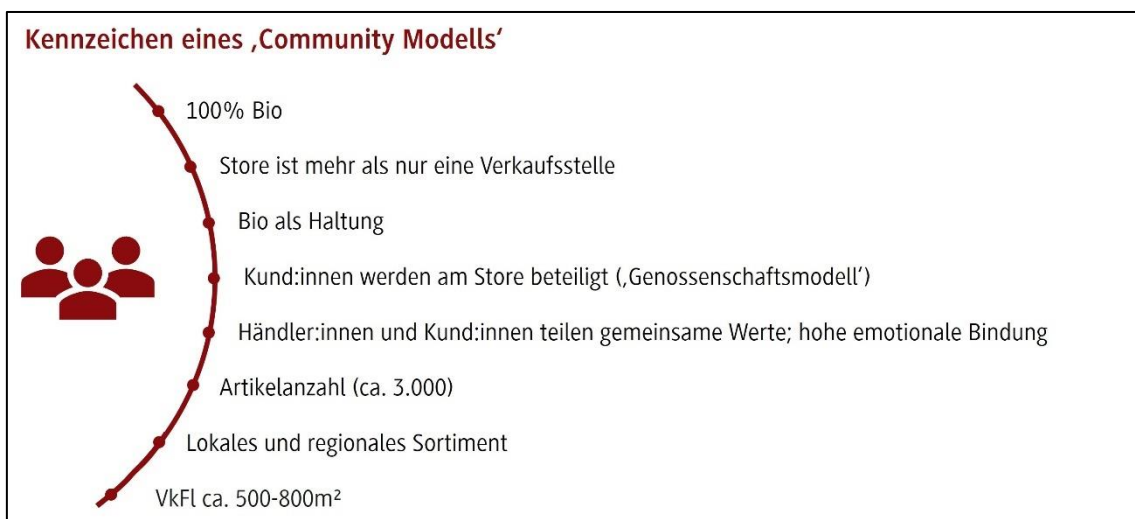 Kennzeichen eines ‚Community Modells‘
100% Bio
Store ist mehr als nur eine Verkaufsstelle
Bio als Haltung
Kund:innen werden am Store beteiligt (‚Genossenschaftsmodell‘)
Händler:innen und Kund:innen teilen gemeinsame Werte; hohe emotionale Bindung
Artikelanzahl (ca. 3.000)
Lokales und regionales Sortiment
VkFl ca. 500-800m²